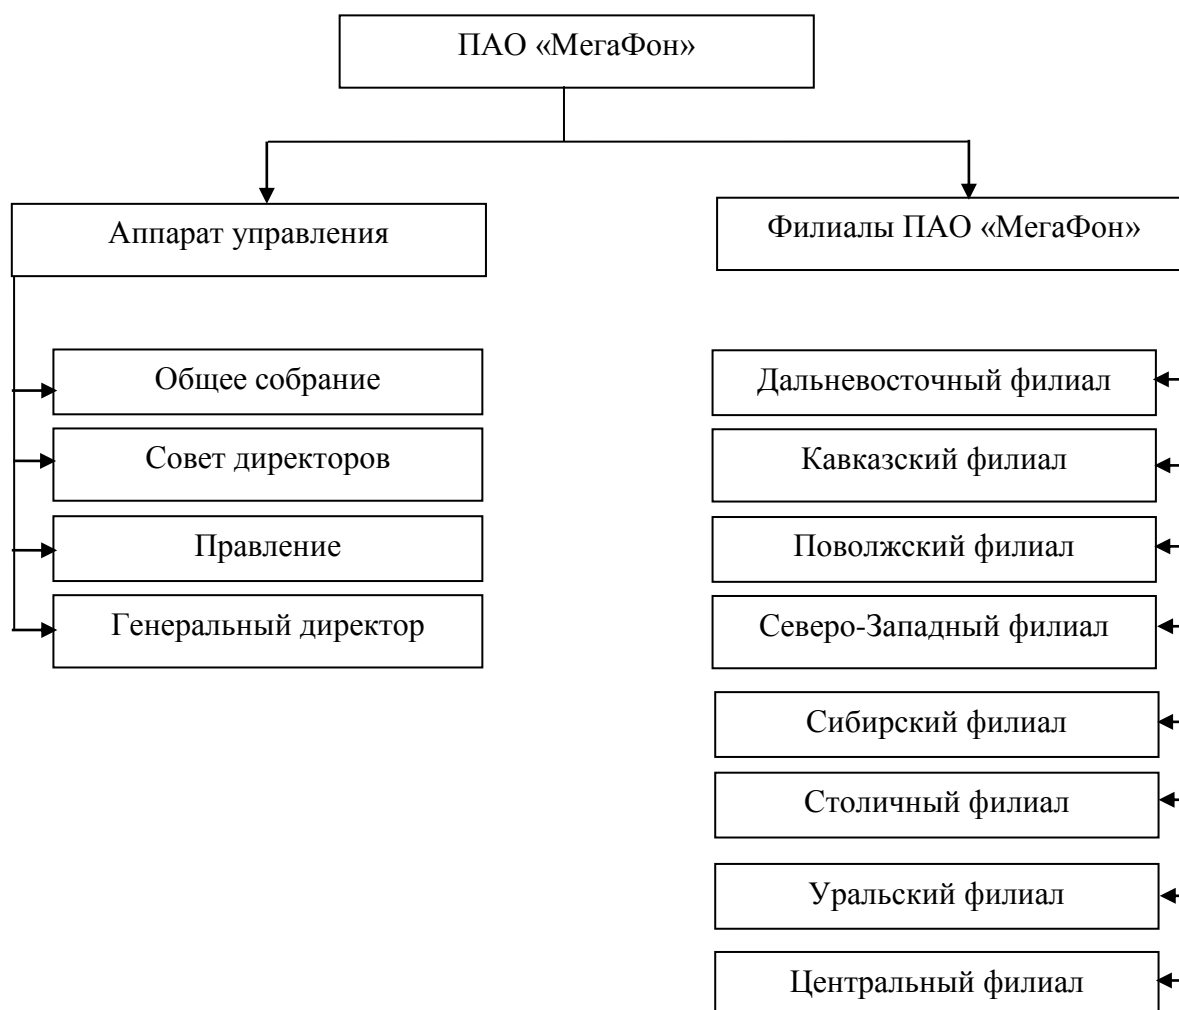 ПАО «МегаФон»
Аппарат управления
Филиалы ПАО «МегаФон»
Общее собрание
Совет директоров
Правление
Генеральный директор
Дальневосточный филиал
Кавказский филиал
Поволжский филиал
Северо-Западный филиал
Сибирский филиал
Столичный филиал
Уральский филиал
Центральный филиал